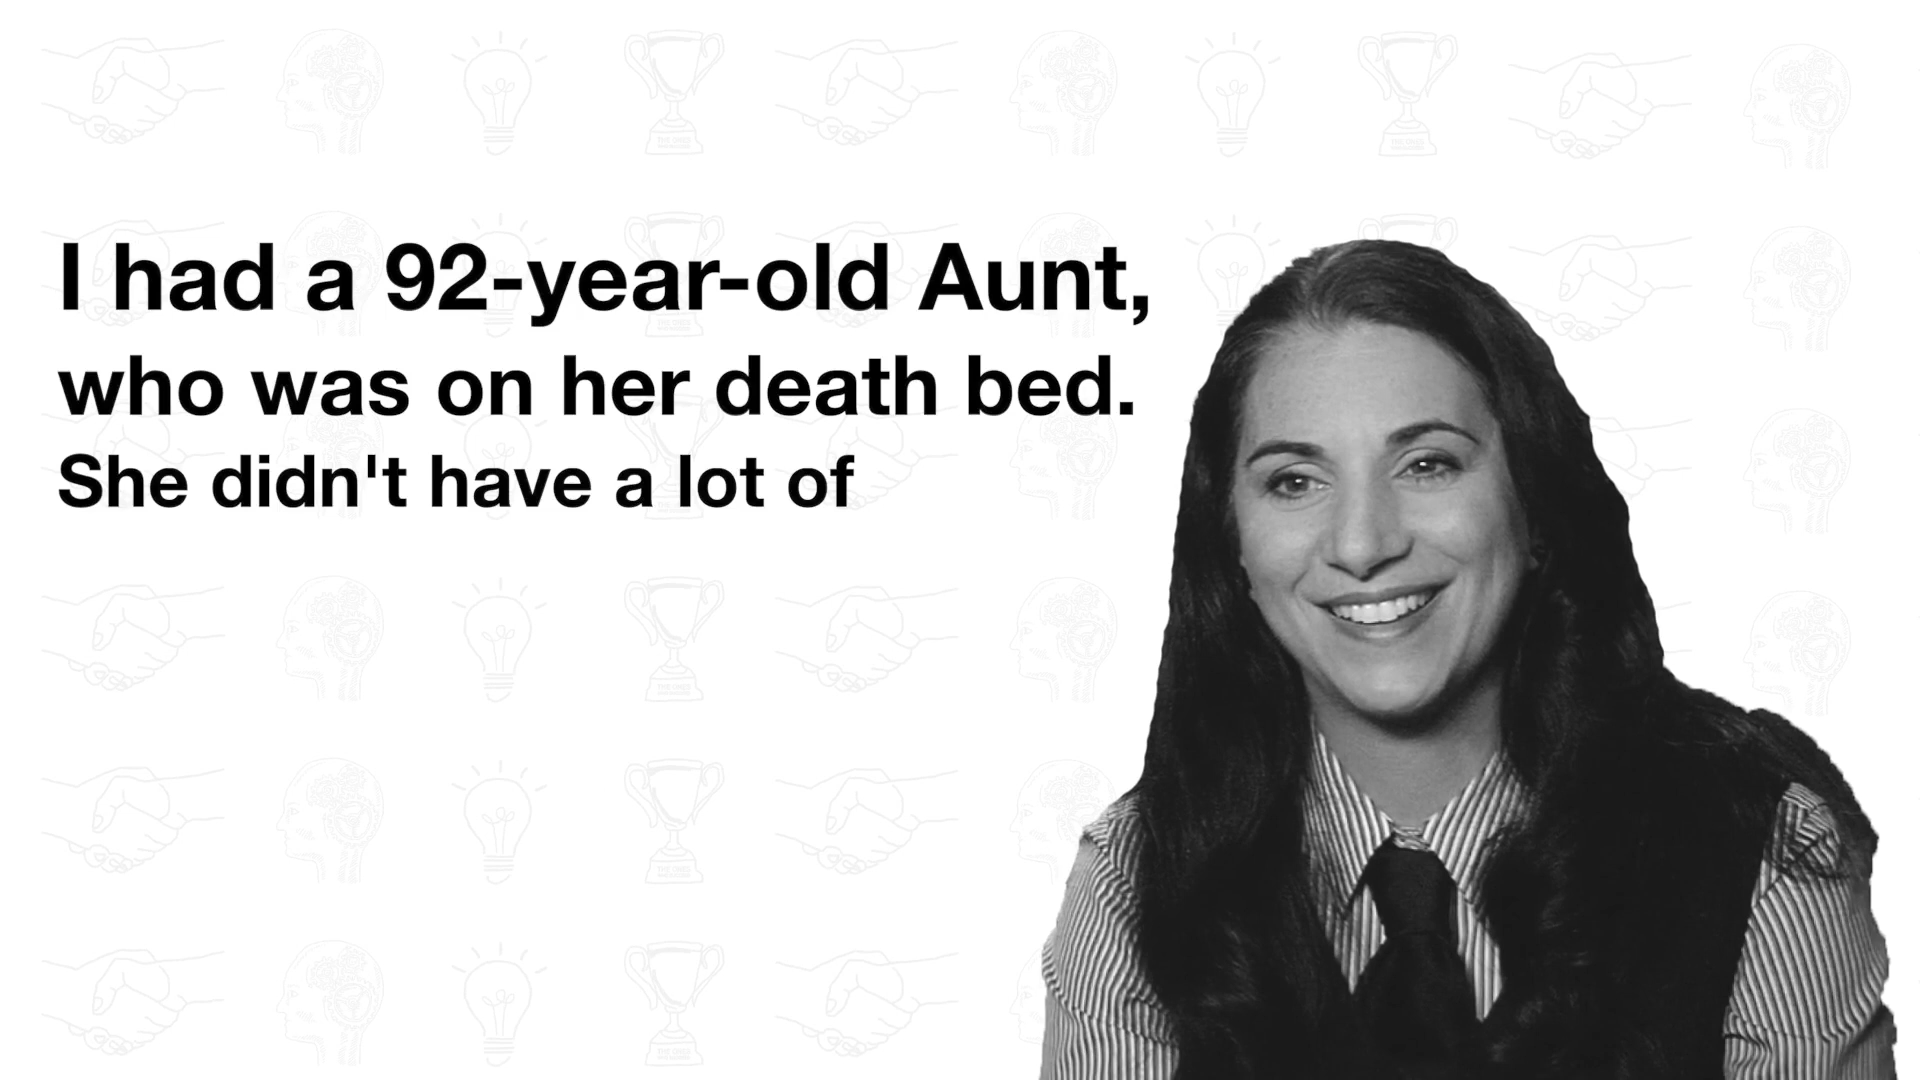 I had a 92-year-old Aunt,
who was on her death bed.
She didn't have a lot of